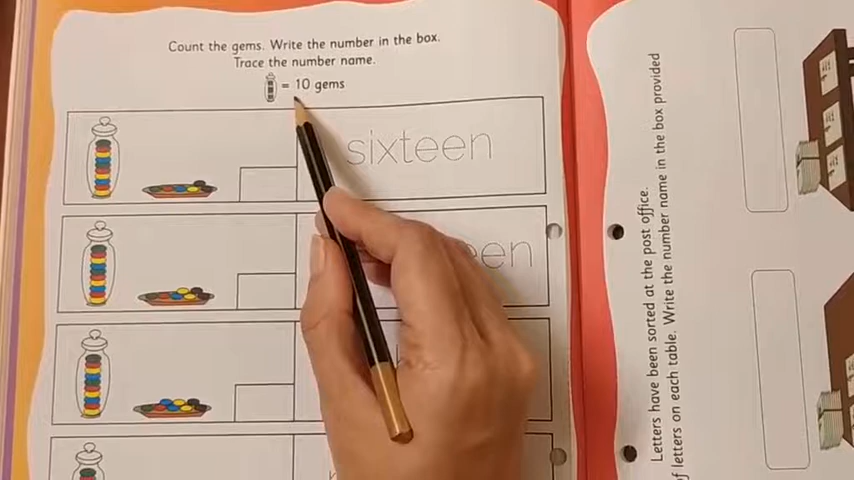 Count the gems. Write the number in the box.
Trace the number name.
= 10 gems
sixteen
een
Letters have been sorted at the post office.
Write the number name in the box provided.
on each table.